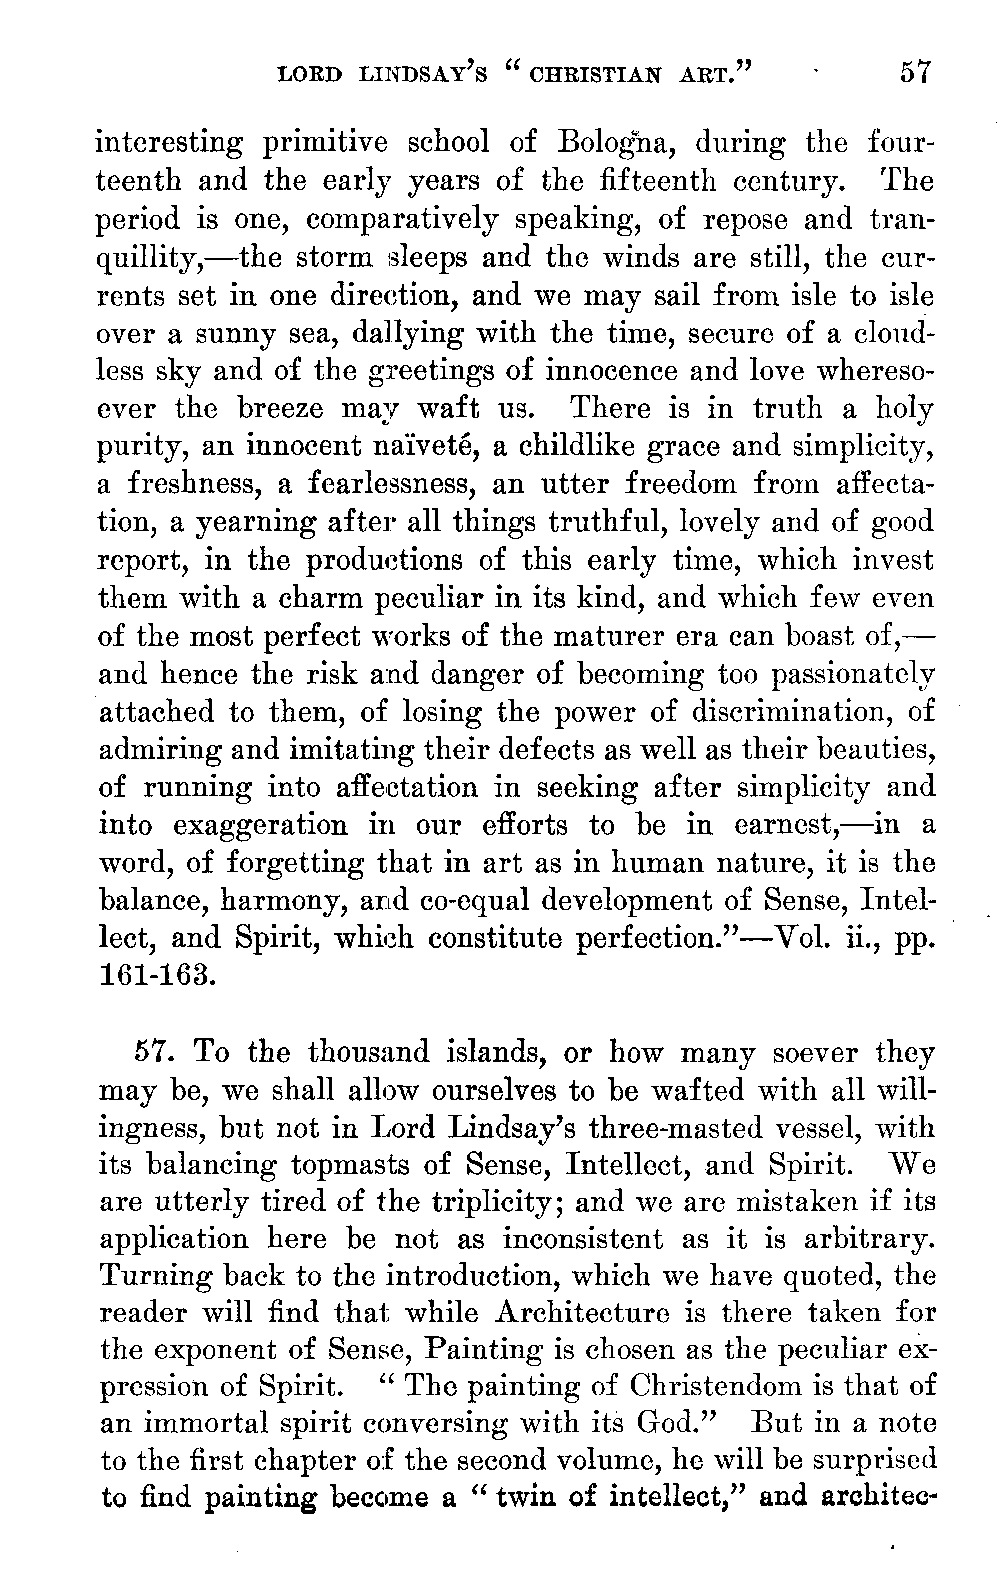 LORD LINDSAY'S “ CHRISTIAN ART.” 57
interesting primitive school of Bologna, during the four-
teenth and the early years of the fifteenth century. The
period is one, comparatively speaking, of repose and tran-
quillity,—the storm sleeps and the winds are still, the cur-
rents set in one direction, and we may sail from isle to isle
over a sunny sea, dallying with the time, secure of a cloud-
less sky and of the greetings of innocence and love whereso-
ever the breeze may waft us. There is in truth a holy
purity, an innocent naïveté, a childlike grace and simplicity,
a freshness, a fearlessness, an utter freedom from affecta-
tion, a yearning after all things truthful, lovely and of good
report, in the productions of this early time, which invest
them with a charm peculiar in its kind, and which few even
of the most perfect works of the maturer era can boast of,—
and hence the risk and danger of becoming too passionately
attached to them, of losing the power of discrimination, of
admiring and imitating their defects as well as their beauties,
of running into affectation in seeking after simplicity and
into exaggeration in our efforts to be in earnest,—in a
word, of forgetting that in art as in human nature, it is the
balance, harmony, and co-equal development of Sense, Intel-
lect, and Spirit, which constitute perfection.”—Vol. ii., pp.
161-163.
57. To the thousand islands, or how many soever they
may be, we shall allow ourselves to be wafted with all will-
ingness, but not in Lord Lindsay's three-masted vessel, with
its balancing topmasts of Sense, Intellect, and Spirit. We
are utterly tired of the triplicity; and we are mistaken if its
application here be not as inconsistent as it is arbitrary.
Turning back to the introduction, which we have quoted, the
reader will find that while Architecture is there taken for
the exponent of Sense, Painting is chosen as the peculiar ex-
pression of Spirit. “ The painting of Christendom is that of
an immortal spirit conversing with its God.” But in a note
to the first chapter of the second volume, he will be surprised
to find painting become a “ twin of intellect,” and architec-